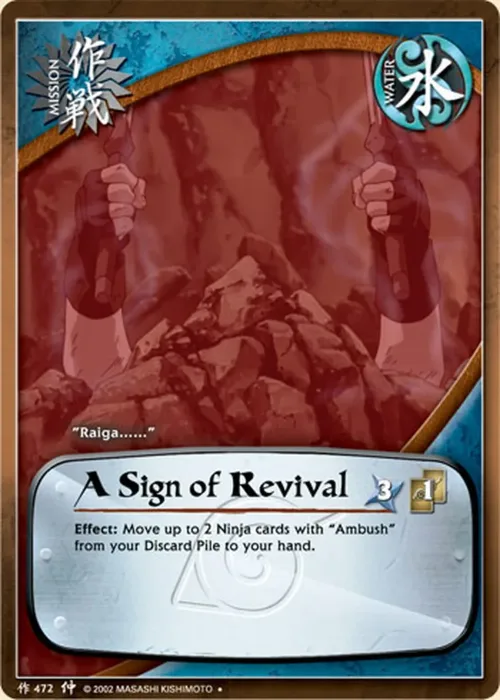 MISSION
作戦
WATER
水
"Raiga......"
A Sign of Revival 3 1
Effect: Move up to 2 Ninja cards with "Ambush"
from your Discard Pile to your hand.
作 472 仲 © 2002 MASASHI KISHIMOTO •